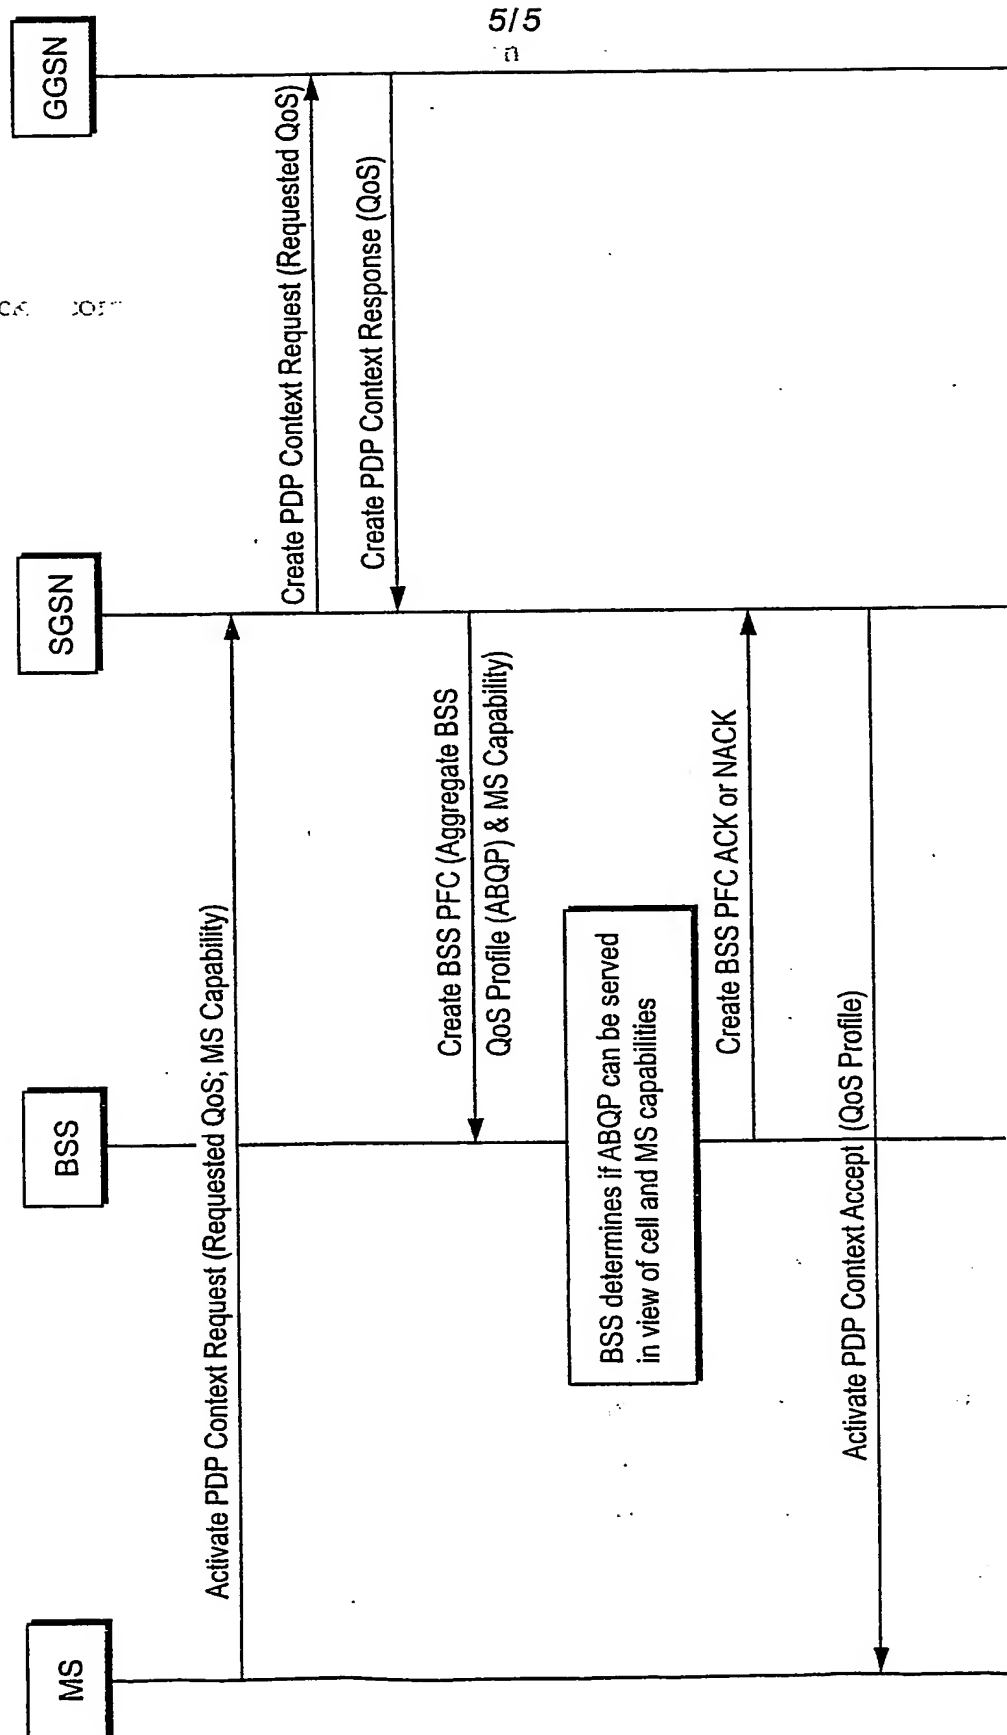 5/5
MS
BSS
SGSN
GGSN
Activate PDP Context Request (Requested QoS; MS Capability)
Create PDP Context Request (Requested QoS)
Create PDP Context Response (QoS)
Create BSS PFC (Aggregate BSS
QoS Profile (ABQP) & MS Capability)
BSS determines if ABQP can be served
in view of cell and MS capabilities
Create BSS PFC ACK or NACK
Activate PDP Context Accept (QoS Profile)